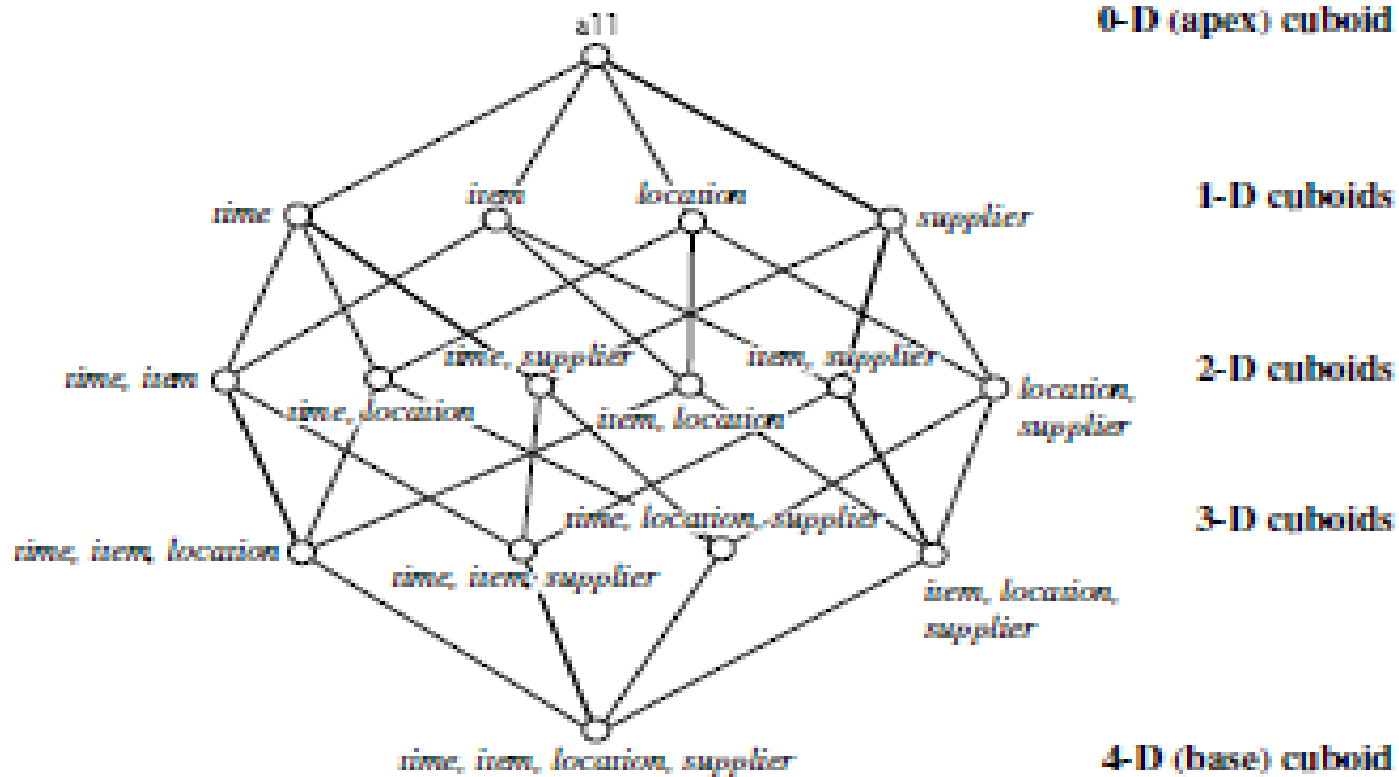 all
0-D (apex) cuboid
time
item
location
supplier
1-D cuboids
time, item
time, location
time, supplier
item, location
item, supplier
location,
supplier
2-D cuboids
time, item, location
time, item, supplier
time, location, supplier
item, location,
supplier
3-D cuboids
time, item, location, supplier
4-D (base) cuboid